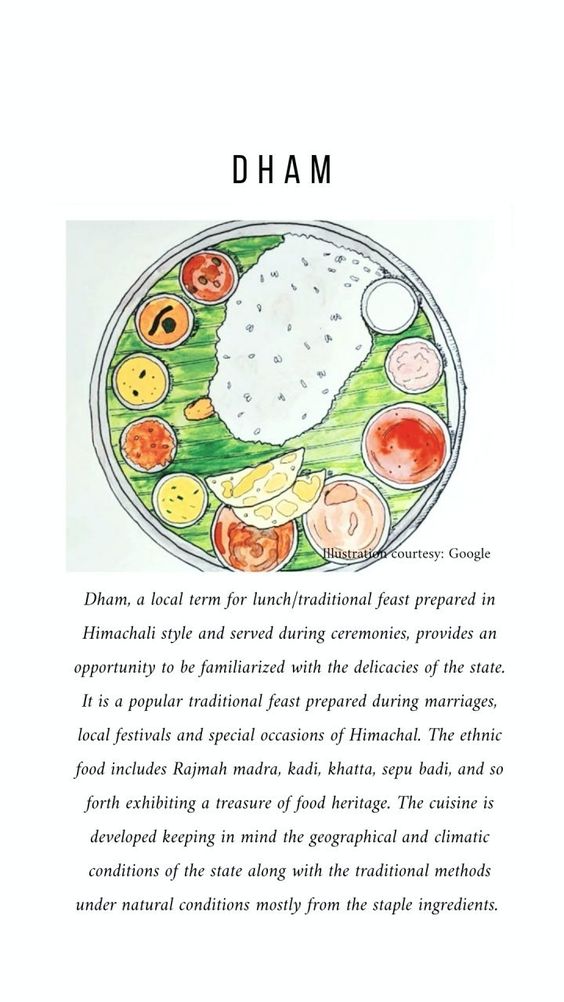 DHAM
Illustration courtesy: Google
Dham, a local term for lunch/traditional feast prepared in
Himachali style and served during ceremonies, provides an
opportunity to be familiarized with the delicacies of the state.
It is a popular traditional feast prepared during marriages,
local festivals and special occasions of Himachal. The ethnic
food includes Rajmah madra, kadi, khatta, sepu badi, and so
forth exhibiting a treasure of food heritage. The cuisine is
developed keeping in mind the geographical and climatic
conditions of the state along with the traditional methods
under natural conditions mostly from the staple ingredients.